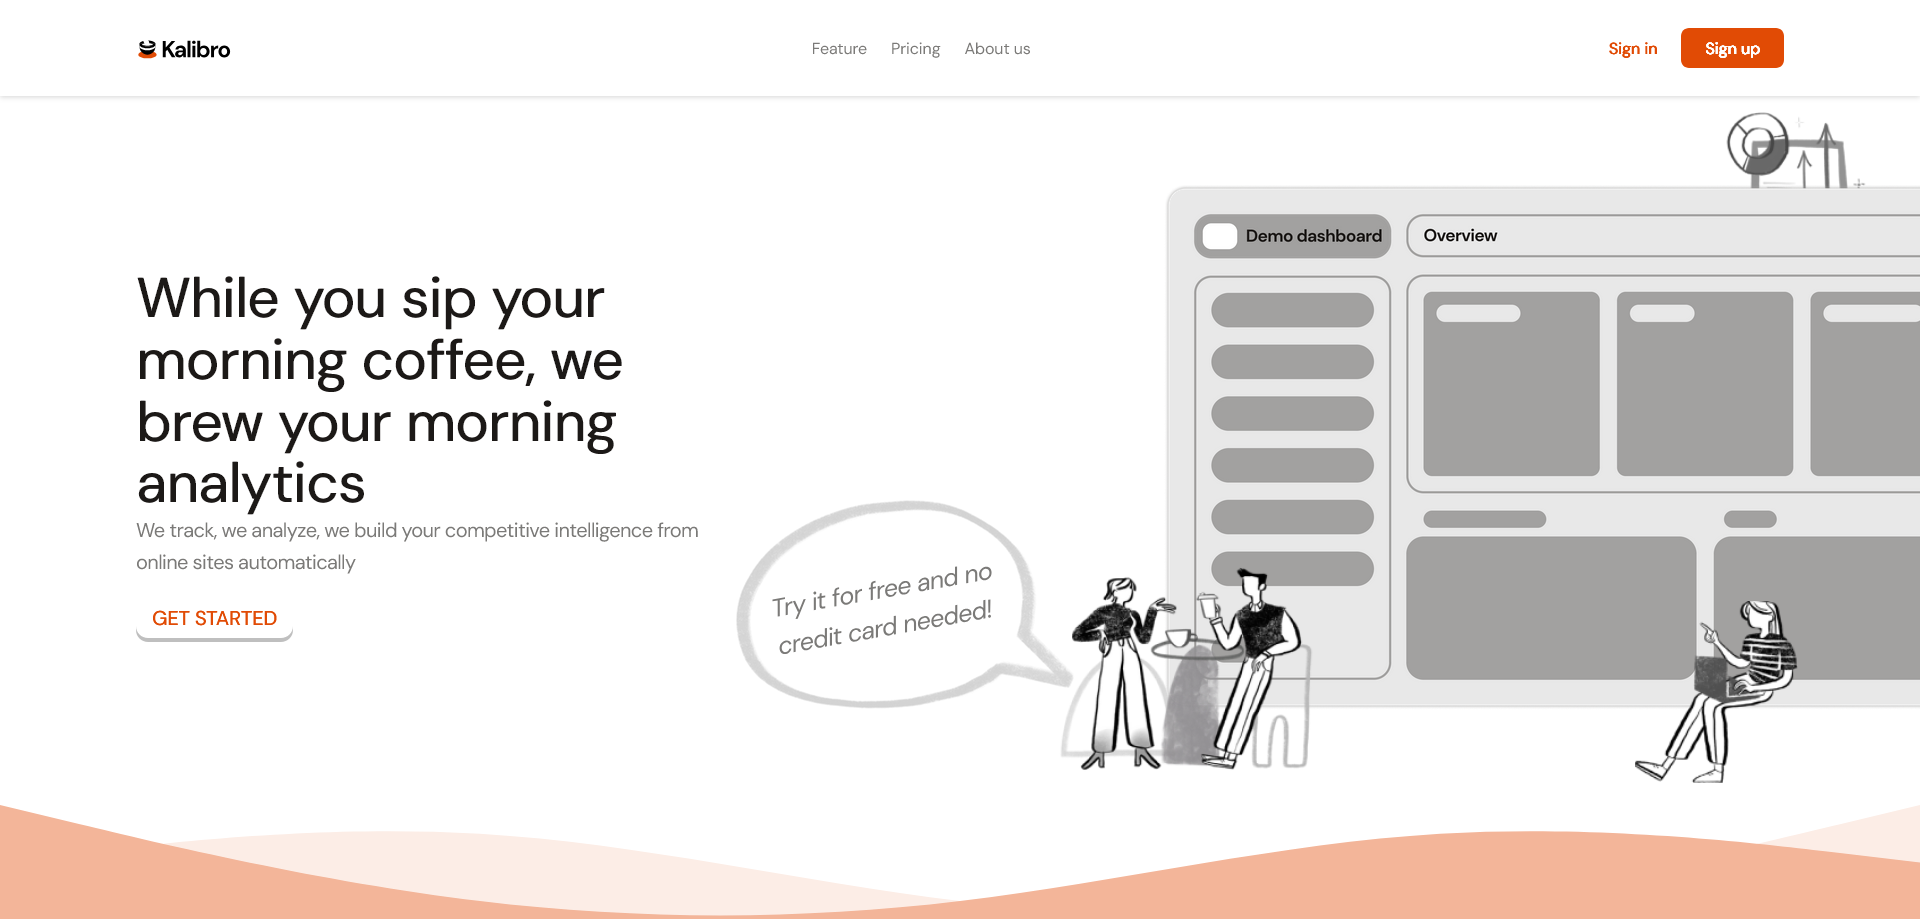 Kalibro
Feature
Pricing
About us
Sign in
Sign up
While you sip your
morning coffee, we
brew your morning
analytics
We track, we analyze, we build your competitive intelligence from
online sites automatically
GET STARTED
Try it for free and no
credit card needed!
Demo dashboard
Overview